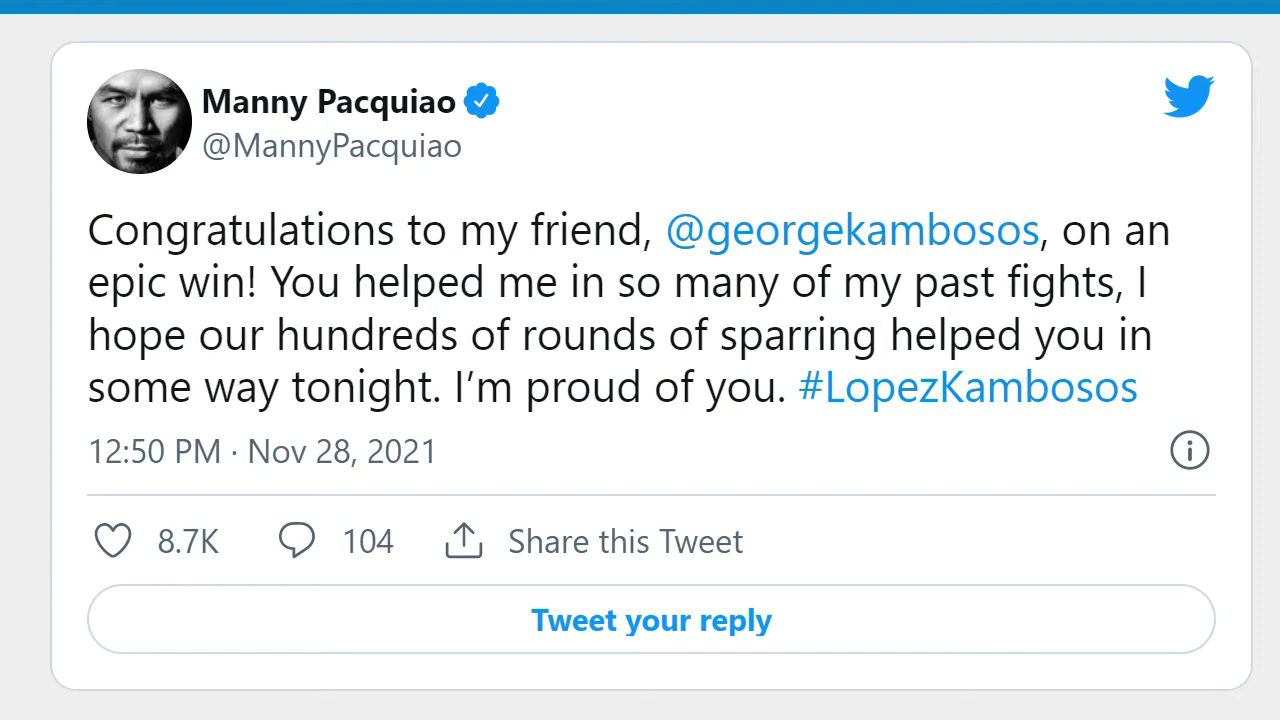 Manny Pacquiao
@MannyPacquiao
Congratulations to my friend, @georgekambosos, on an
epic win! You helped me in so many of my past fights, I
hope our hundreds of rounds of sparring helped you in
some way tonight. I’m proud of you. #LopezKambosos
12:50 PM · Nov 28, 2021
8.7K 104 Share this Tweet
Tweet your reply